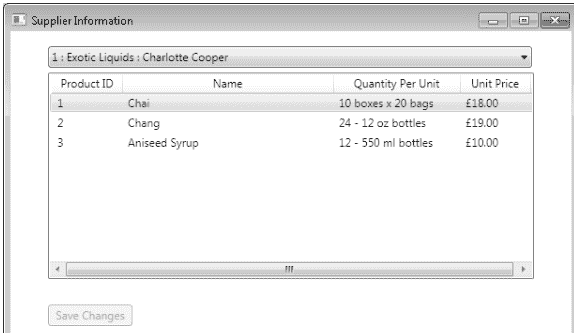 Supplier Information
1 : Exotic Liquids : Charlotte Cooper
Product ID Name Quantity Per Unit Unit Price
1 Chai 10 boxes x 20 bags £18.00
2 Chang 24 - 12 oz bottles £19.00
3 Aniseed Syrup 12 - 550 ml bottles £10.00
Save Changes